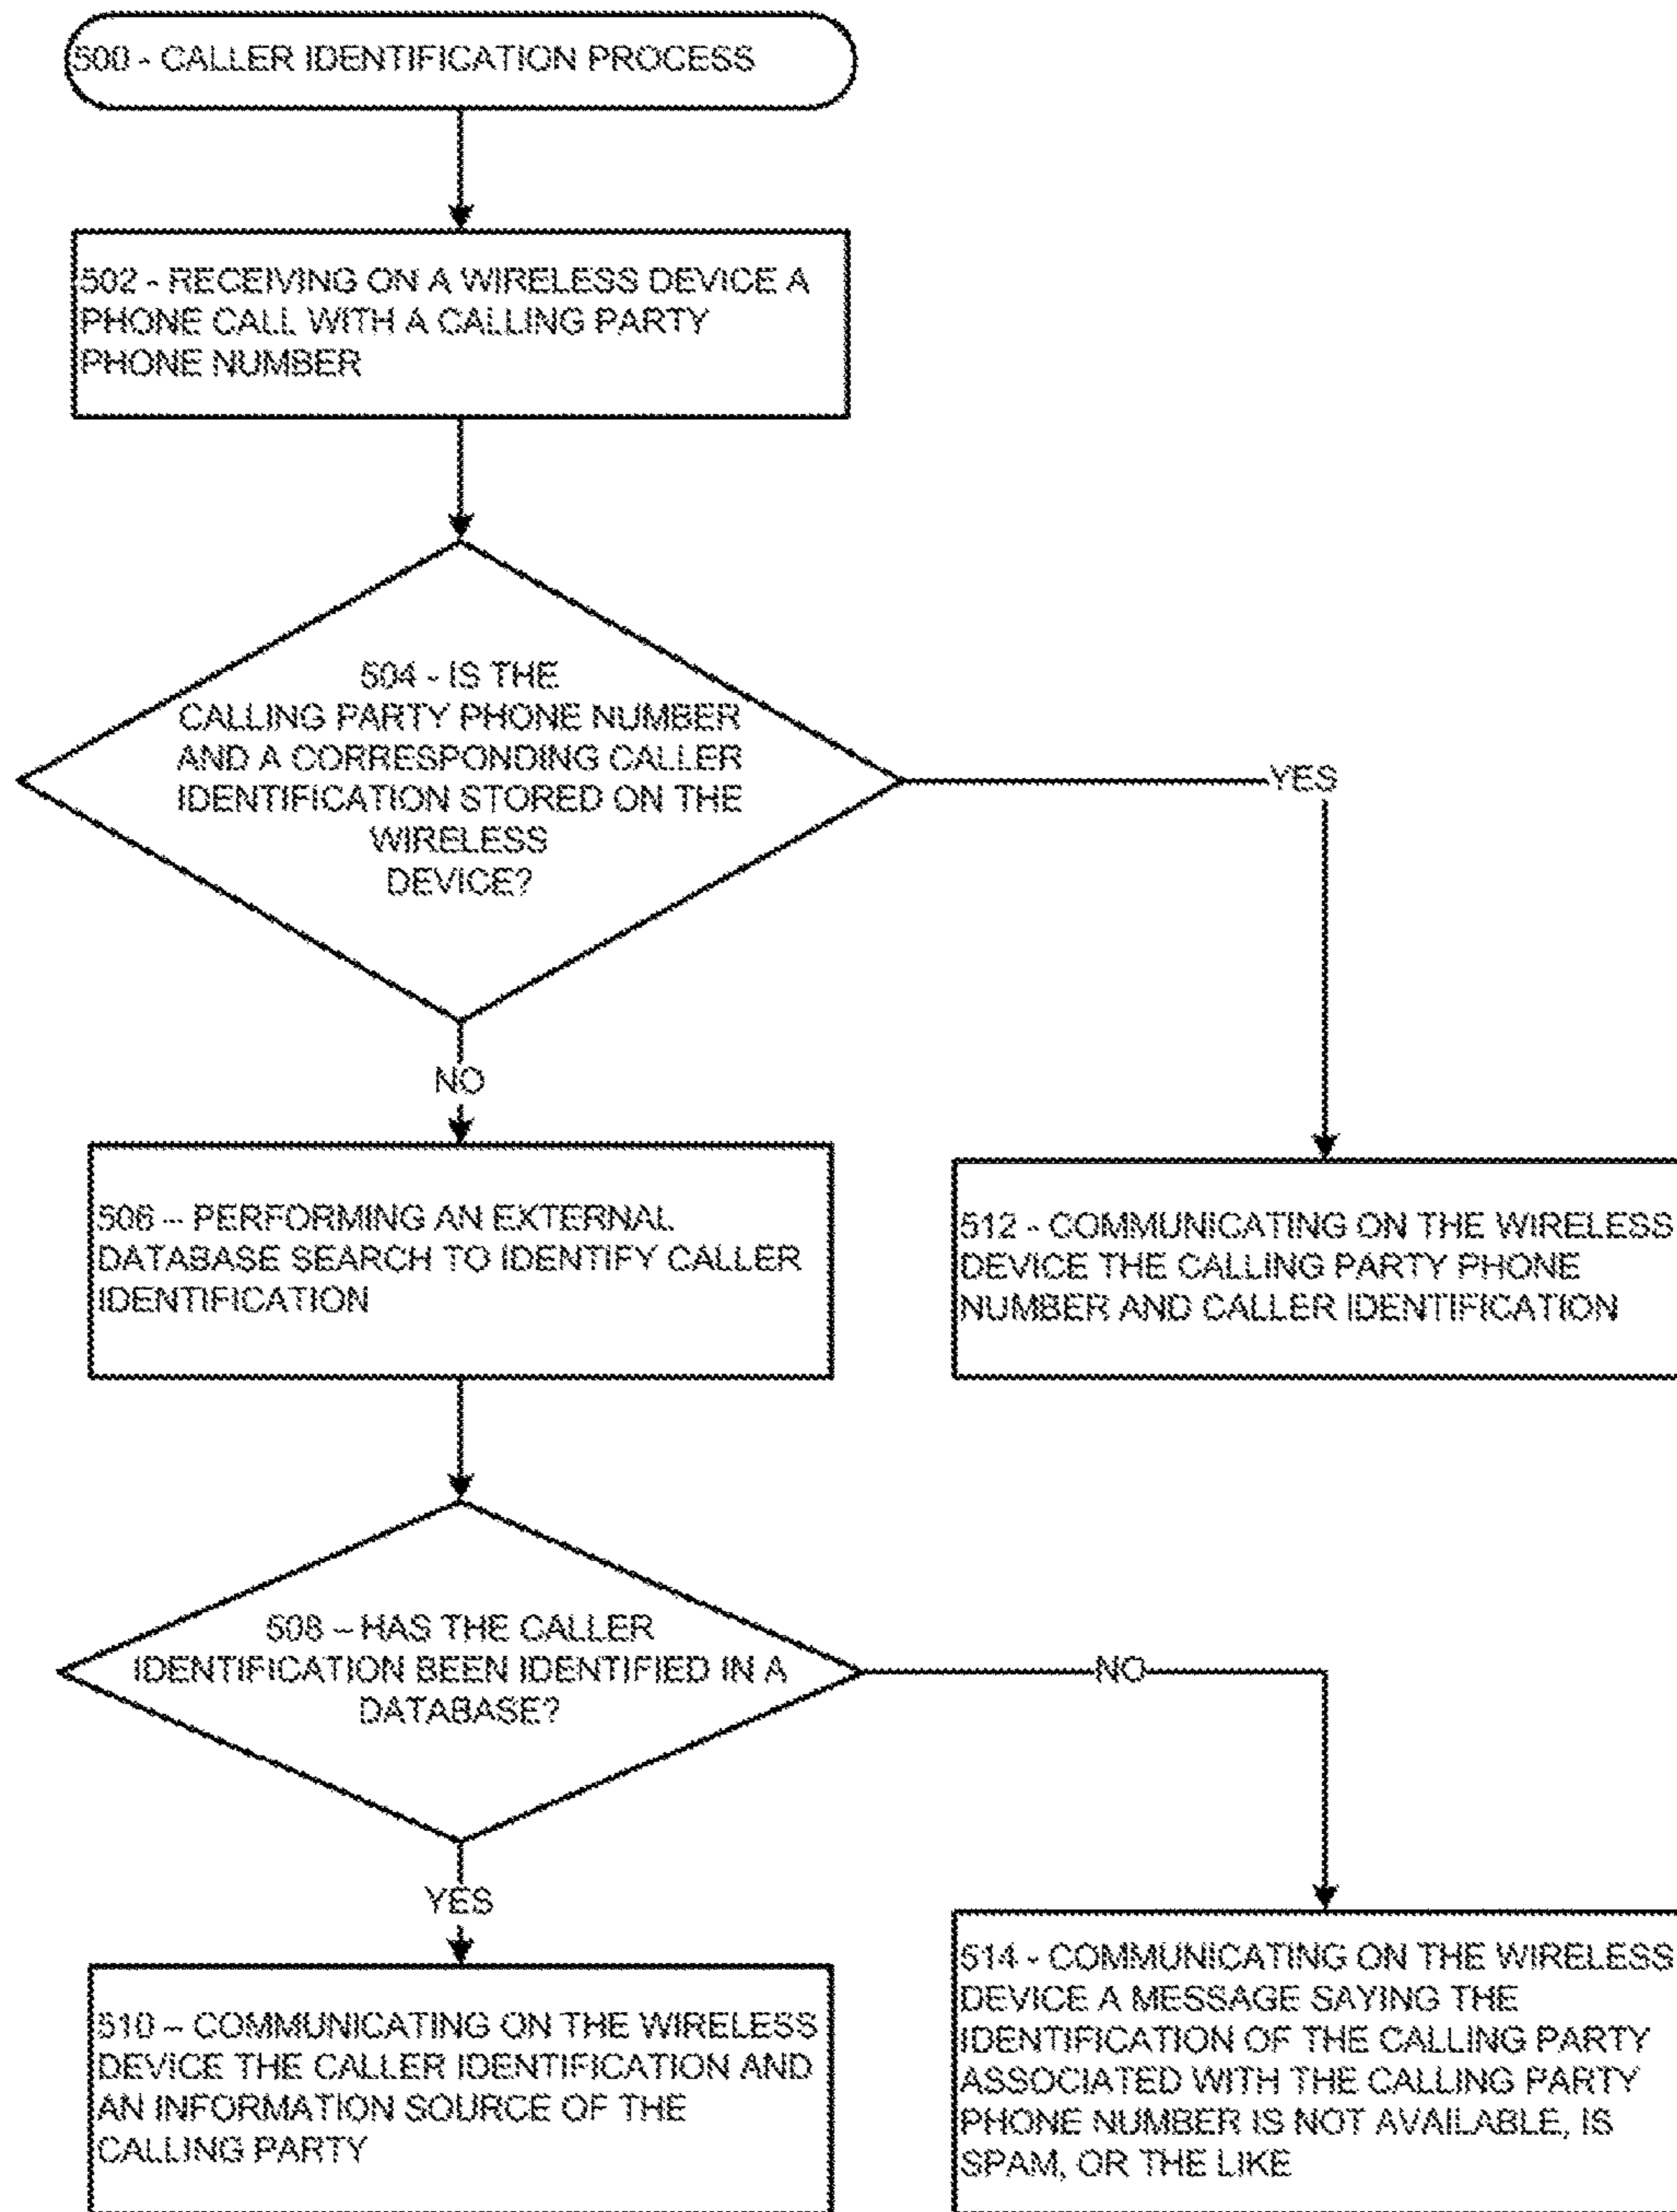 500 - CALLER IDENTIFICATION PROCESS
502 - RECEIVING ON A WIRELESS DEVICE A
PHONE CALL WITH A CALLING PARTY
PHONE NUMBER
504 - IS THE
CALLING PARTY PHONE NUMBER
AND A CORRESPONDING CALLER
IDENTIFICATION STORED ON THE
WIRELESS
DEVICE?
YES
NO
506 – PERFORMING AN EXTERNAL
DATABASE SEARCH TO IDENTIFY CALLER
IDENTIFICATION
512 - COMMUNICATING ON THE WIRELESS
DEVICE THE CALLING PARTY PHONE
NUMBER AND CALLER IDENTIFICATION
508 – HAS THE CALLER
IDENTIFICATION BEEN IDENTIFIED IN A
DATABASE?
NO
YES
510 – COMMUNICATING ON THE WIRELESS
DEVICE THE CALLER IDENTIFICATION AND
AN INFORMATION SOURCE OF THE
CALLING PARTY
514 - COMMUNICATING ON THE WIRELESS
DEVICE A MESSAGE SAYING THE
IDENTIFICATION OF THE CALLING PARTY
ASSOCIATED WITH THE CALLING PARTY
PHONE NUMBER IS NOT AVAILABLE, IS
SPAM, OR THE LIKE